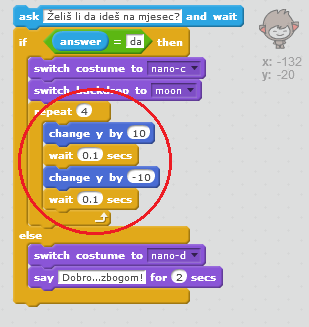 ask Želiš li da ideš na mjesec? and wait
if answer = da then
switch costume to nano-c
switch backdrop to moon
repeat 4
change y by 10
wait 0.1 secs
change y by -10
wait 0.1 secs
else
switch costume to nano-d
say Dobro...zbogom! for 2 secs
x: -132
y: -20